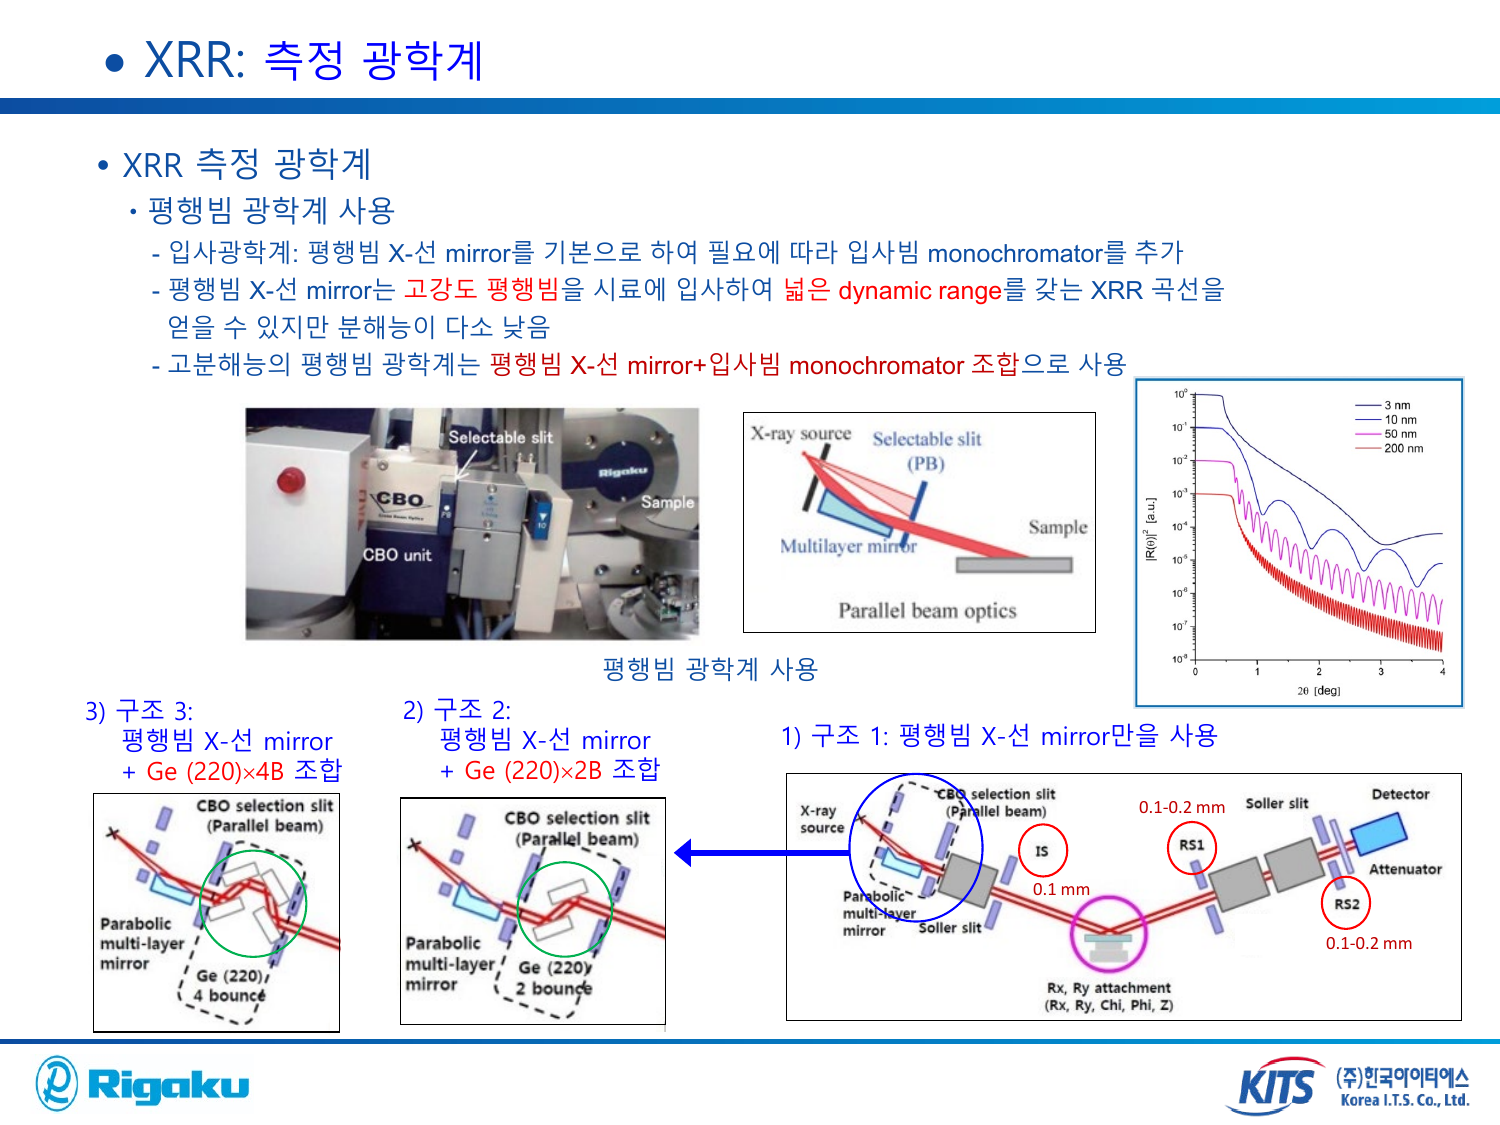 • XRR: 측정 광학계
• XRR 측정 광학계
• 평행빔 광학계 사용
- 입사광학계: 평행빔 X-선 mirror를 기본으로 하여 필요에 따라 입사빔 monochromator를 추가
- 평행빔 X-선 mirror는 고강도 평행빔을 시료에 입사하여 넓은 dynamic range를 갖는 XRR 곡선을
얻을 수 있지만 분해능이 다소 낮음
- 고분해능의 평행빔 광학계는 평행빔 X-선 mirror+입사빔 monochromator 조합으로 사용
Selectable slit
Rigaku
Sample
CBO
CBO unit
X-ray source
Selectable slit
(PB)
Sample
Multilayer mirror
Parallel beam optics
10⁰
10⁻¹
10⁻²
10⁻³
10⁻⁴
10⁻⁵
10⁻⁶
10⁻⁷
10⁻⁸
3 nm
10 nm
50 nm
200 nm
|R(θ)|² [a.u.]
0 1 2 3 4
2θ [deg]
평행빔 광학계 사용
3) 구조 3:
평행빔 X-선 mirror
+ Ge (220)×4B 조합
CBO selection slit
(Parallel beam)
Parabolic
multi-layer
mirror
Ge (220)
4 bounce
2) 구조 2:
평행빔 X-선 mirror
+ Ge (220)×2B 조합
CBO selection slit
(Parallel beam)
Parabolic
multi-layer
mirror
Ge (220)
2 bounce
1) 구조 1: 평행빔 X-선 mirror만을 사용
CBO selection slit
(Parallel beam)
X-ray
source
IS
0.1 mm
Parabolic
multi-layer
mirror
Soller slit
0.1-0.2 mm
RS1
Soller slit
Detector
Attenuator
RS2
0.1-0.2 mm
Rx, Ry attachment
(Rx, Ry, Chi, Phi, Z)
Rigaku
KITS
(주)한국아이티에스
Korea I.T.S. Co., Ltd.